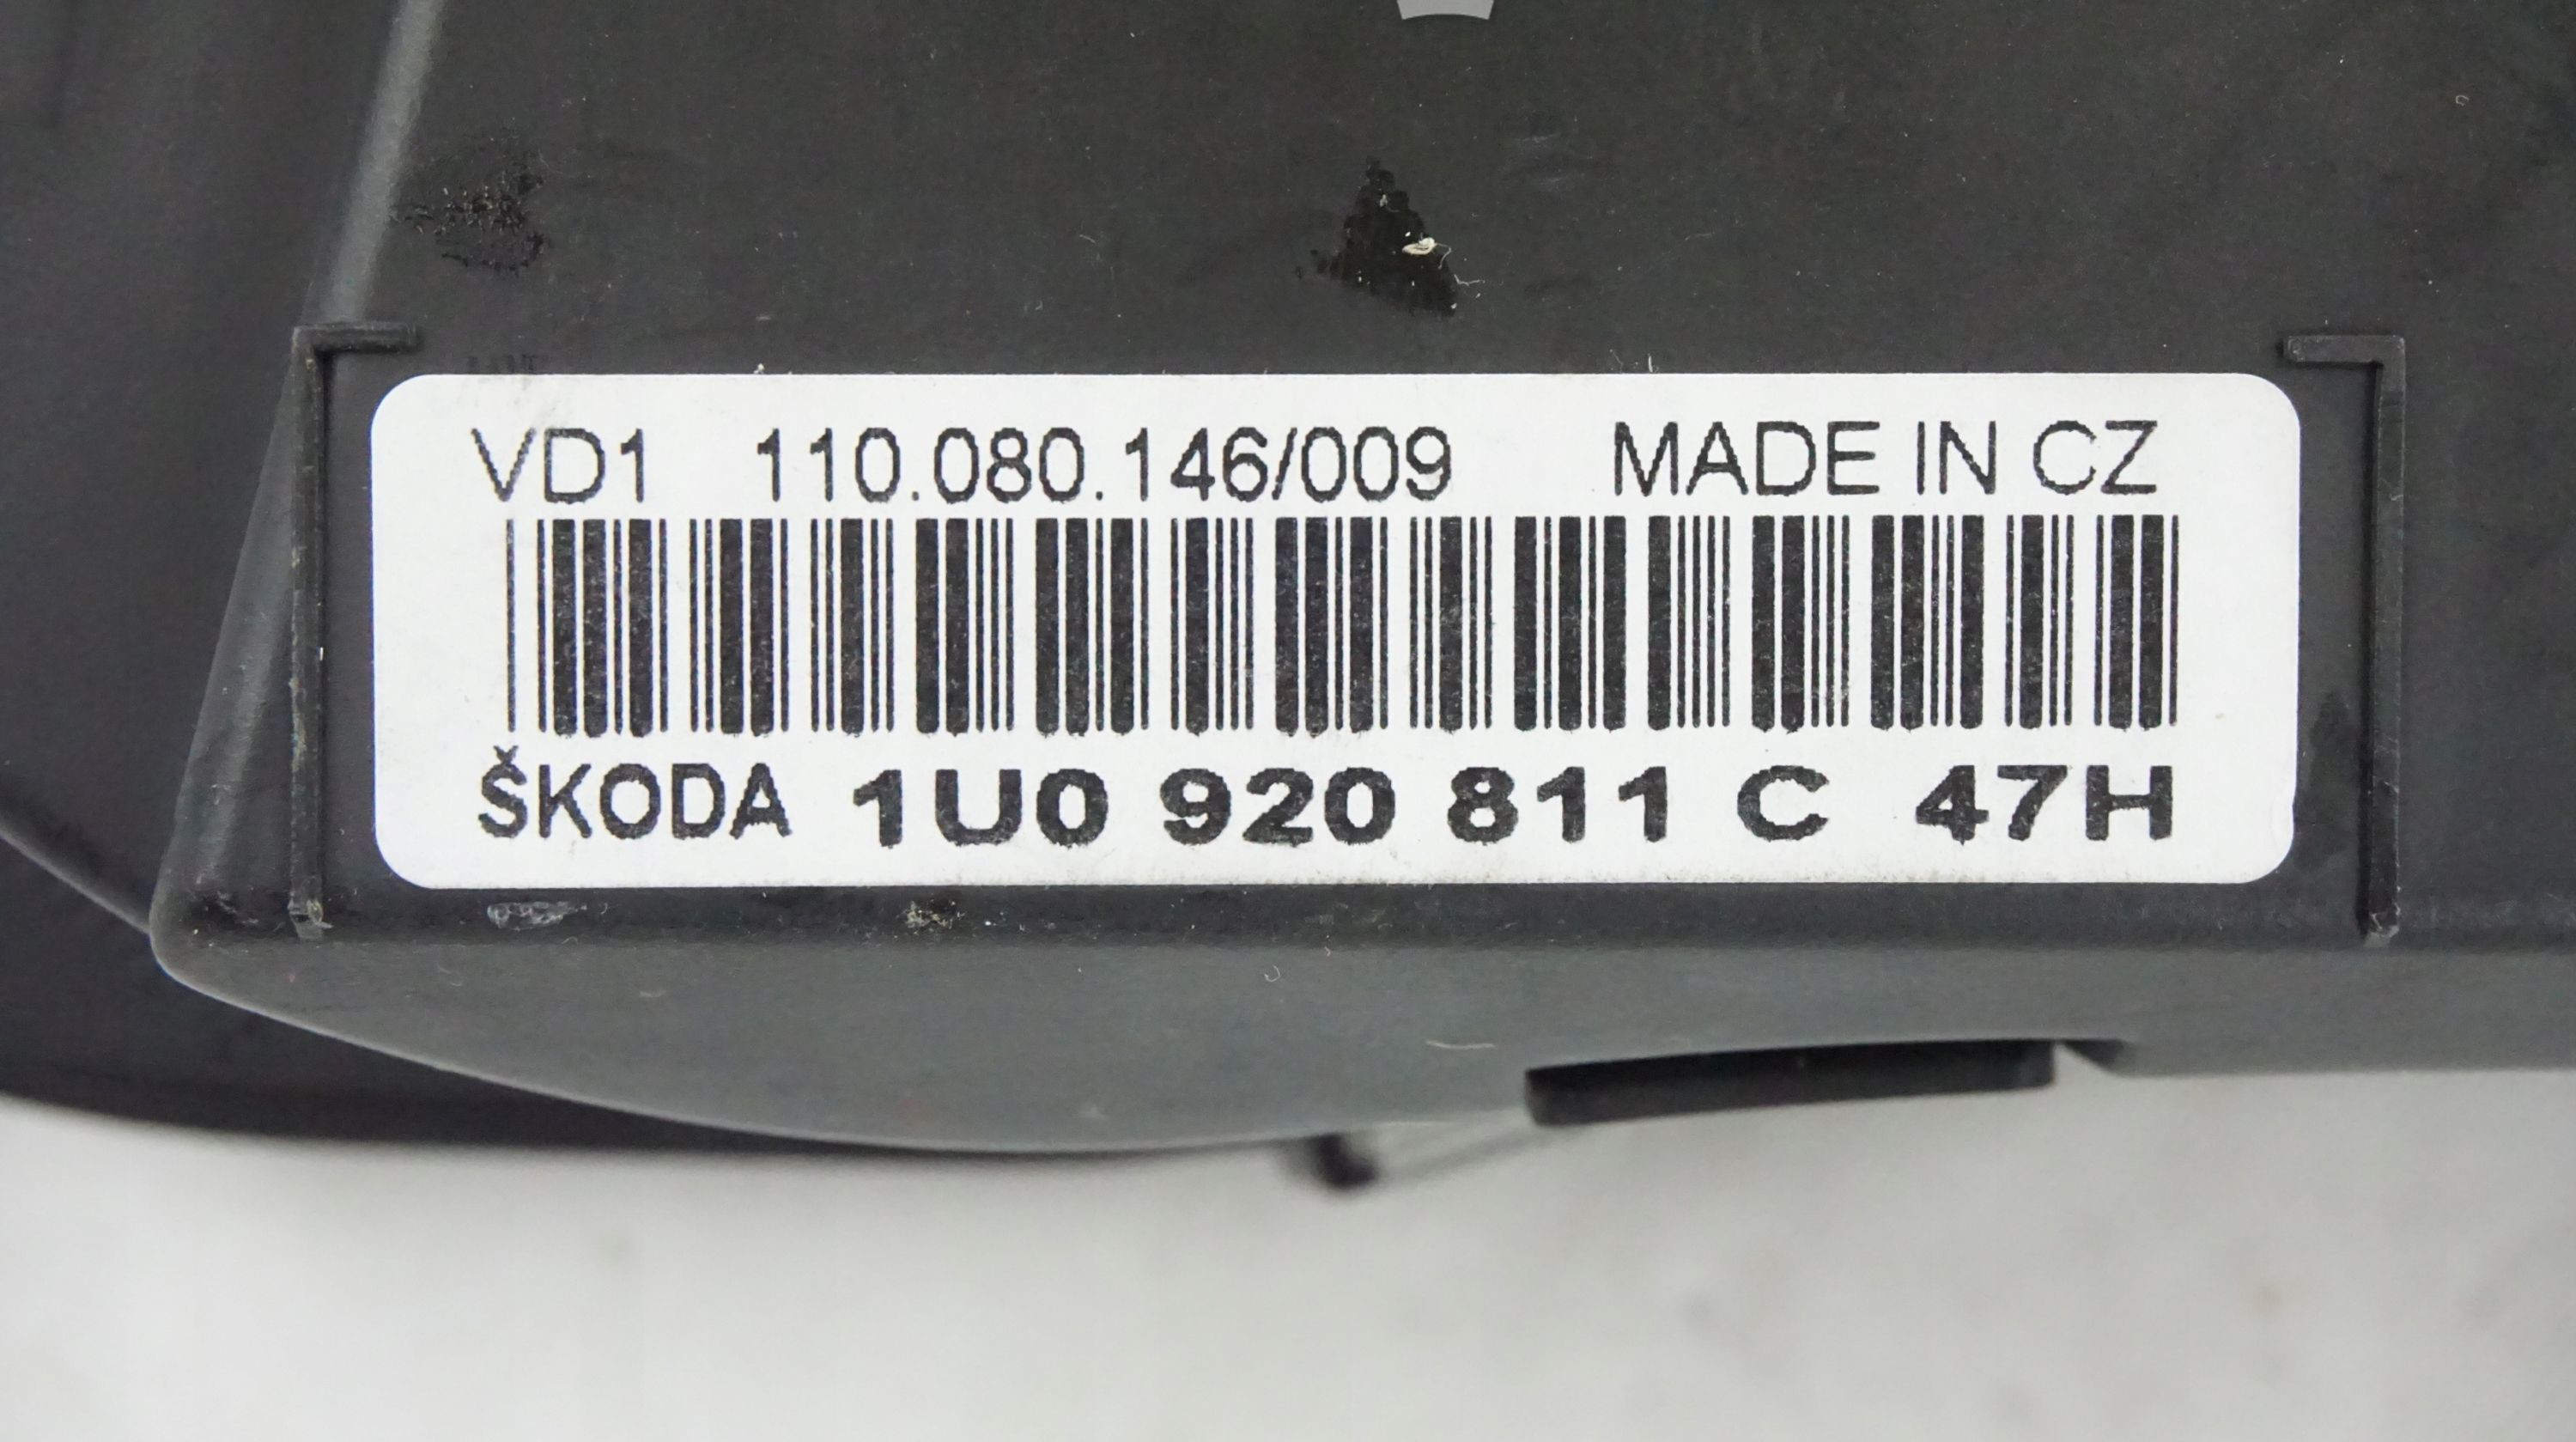 VD1 110.080.146/009 MADE IN CZ
ŠKODA 1U0 920 811 C 47H